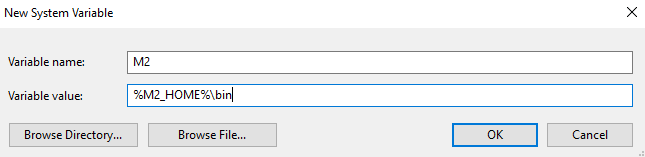 New System Variable
Variable name: M2
Variable value: %M2_HOME%\bin
Browse Directory... Browse File... OK Cancel